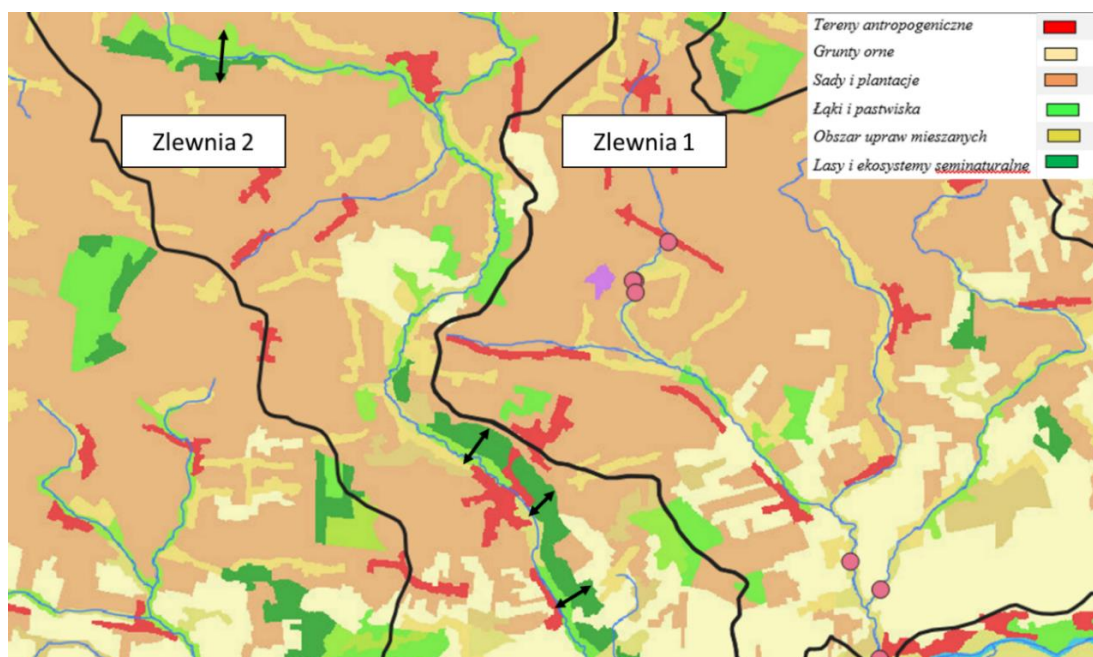 Tereny antropogeniczne
Grunty orne
Sady i plantacje
Łąki i pastwiska
Obszar upraw mieszanych
Lasy i ekosystemy seminaturalne
Zlewnia 2
Zlewnia 1